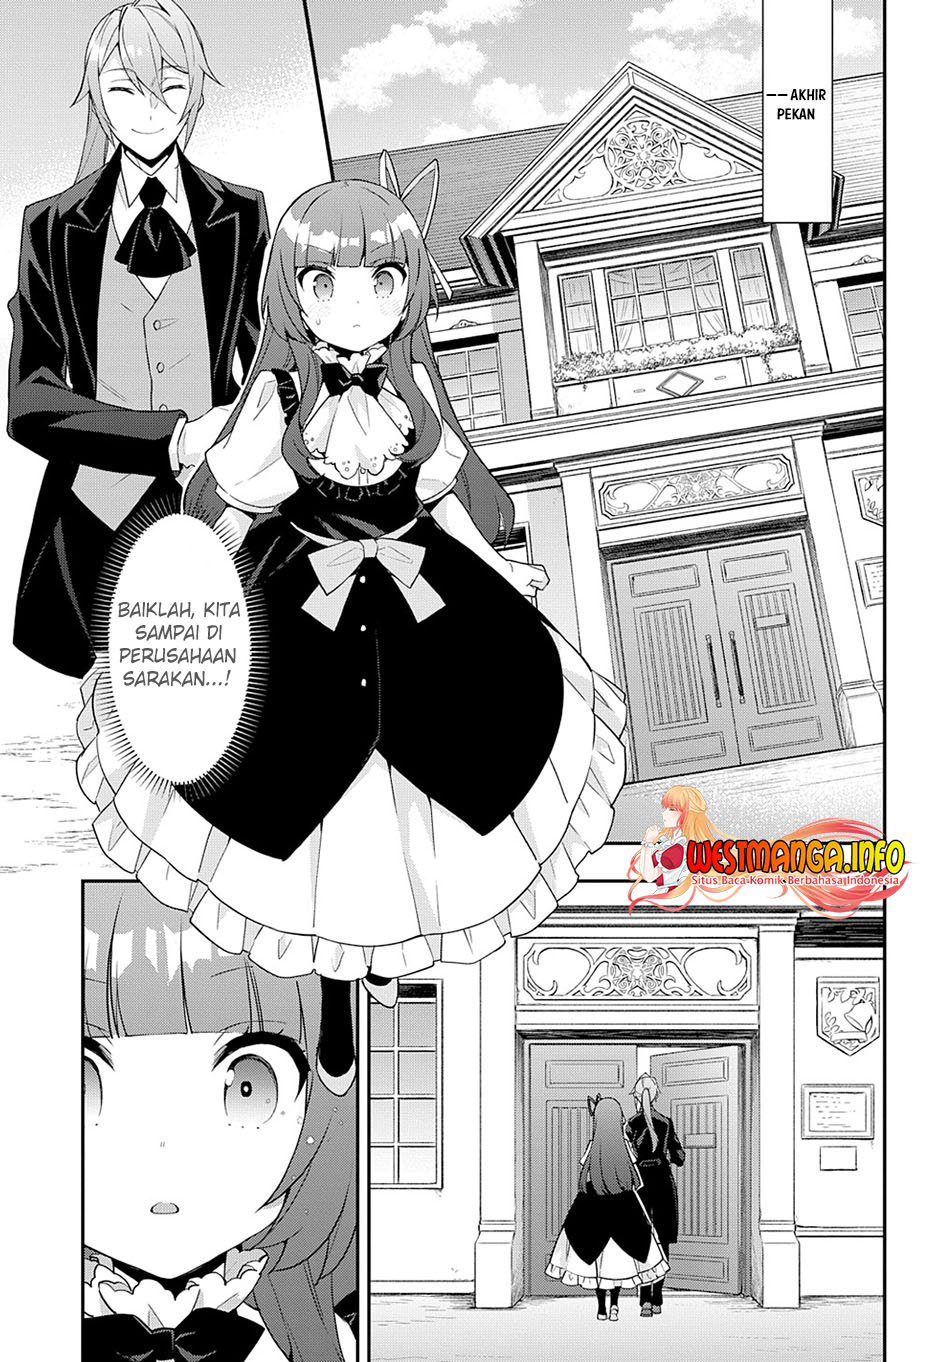 —— AKHIR
PEKAN
BAIKLAH, KITA
SAMPAI DI
PERUSAHAAN
SARAKAN...!
WESTMANGA.INFO
Situs Baca Komik Berbahasa Indonesia